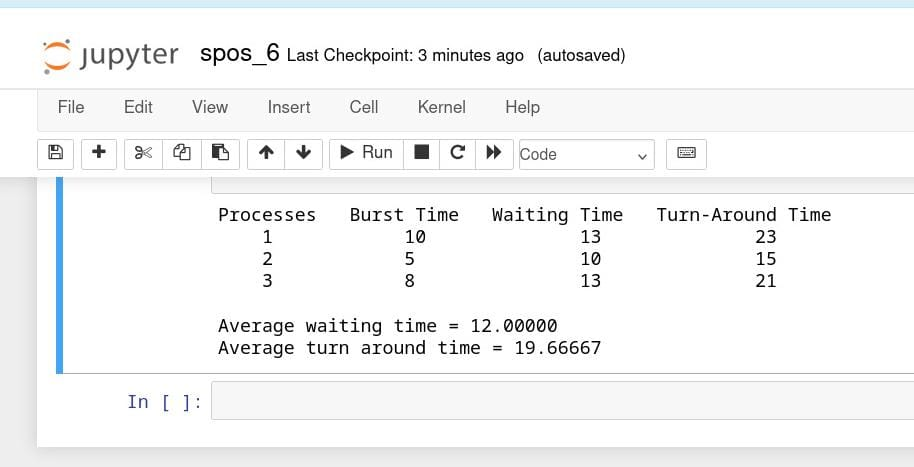 jupyter spos_6 Last Checkpoint: 3 minutes ago (autosaved)
File Edit View Insert Cell Kernel Help
Run Code
Processes Burst Time Waiting Time Turn-Around Time
1 10 13 23
2 5 10 15
3 8 13 21
Average waiting time = 12.00000
Average turn around time = 19.66667
In [ ]: